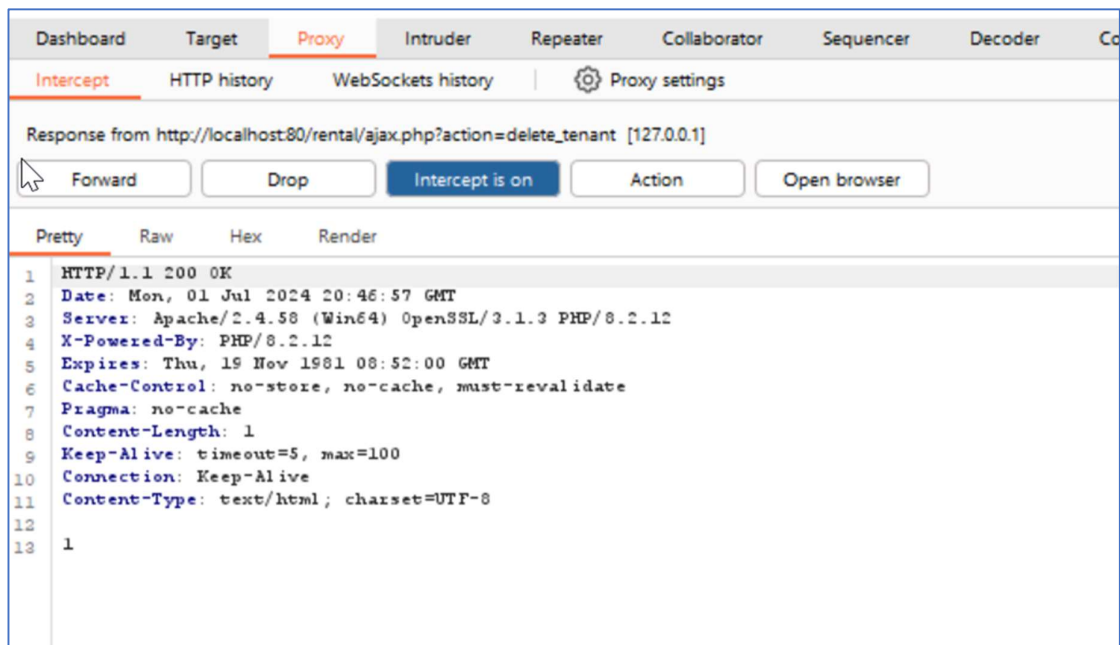 Dashboard Target Proxy Intruder Repeater Collaborator Sequencer Decoder Co
Intercept HTTP history WebSockets history Proxy settings
Response from http://localhost:80/rental/ajax.php?action=delete_tenant [127.0.0.1]
Forward Drop Intercept is on Action Open browser
Pretty Raw Hex Render
1 HTTP/1.1 200 OK
2 Date: Mon, 01 Jul 2024 20:46:57 GMT
3 Server: Apache/2.4.58 (Win64) OpenSSL/3.1.3 PHP/8.2.12
4 X-Powered-By: PHP/8.2.12
5 Expires: Thu, 19 Nov 1981 08:52:00 GMT
6 Cache-Control: no-store, no-cache, must-revalidate
7 Pragma: no-cache
8 Content-Length: 1
9 Keep-Alive: timeout=5, max=100
10 Connection: Keep-Alive
11 Content-Type: text/html; charset=UTF-8
12
13 1